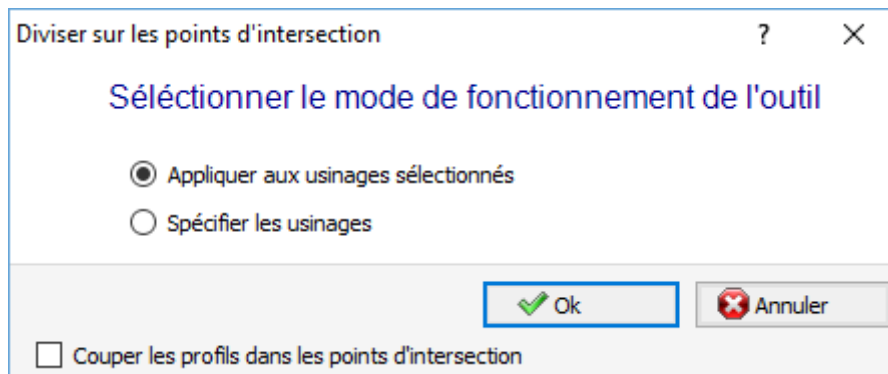 Diviser sur les points d'intersection ?
Séléctionner le mode de fonctionnement de l'outil
Appliquer aux usinages sélectionnés
Spécifier les usinages
Ok Annuler
Couper les profils dans les points d'intersection